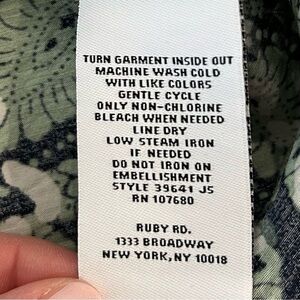 TURN GARMENT INSIDE OUT
MACHINE WASH COLD
WITH LIKE COLORS
GENTLE CYCLE
ONLY NON-CHLORINE
BLEACH WHEN NEEDED
LINE DRY
LOW STEAM IRON
IF NEEDED
DO NOT IRON ON
EMBELLISHMENT
STYLE 39641 JS
RN 107680
RUBY RD.
1333 BROADWAY
NEW YORK,NY 10018